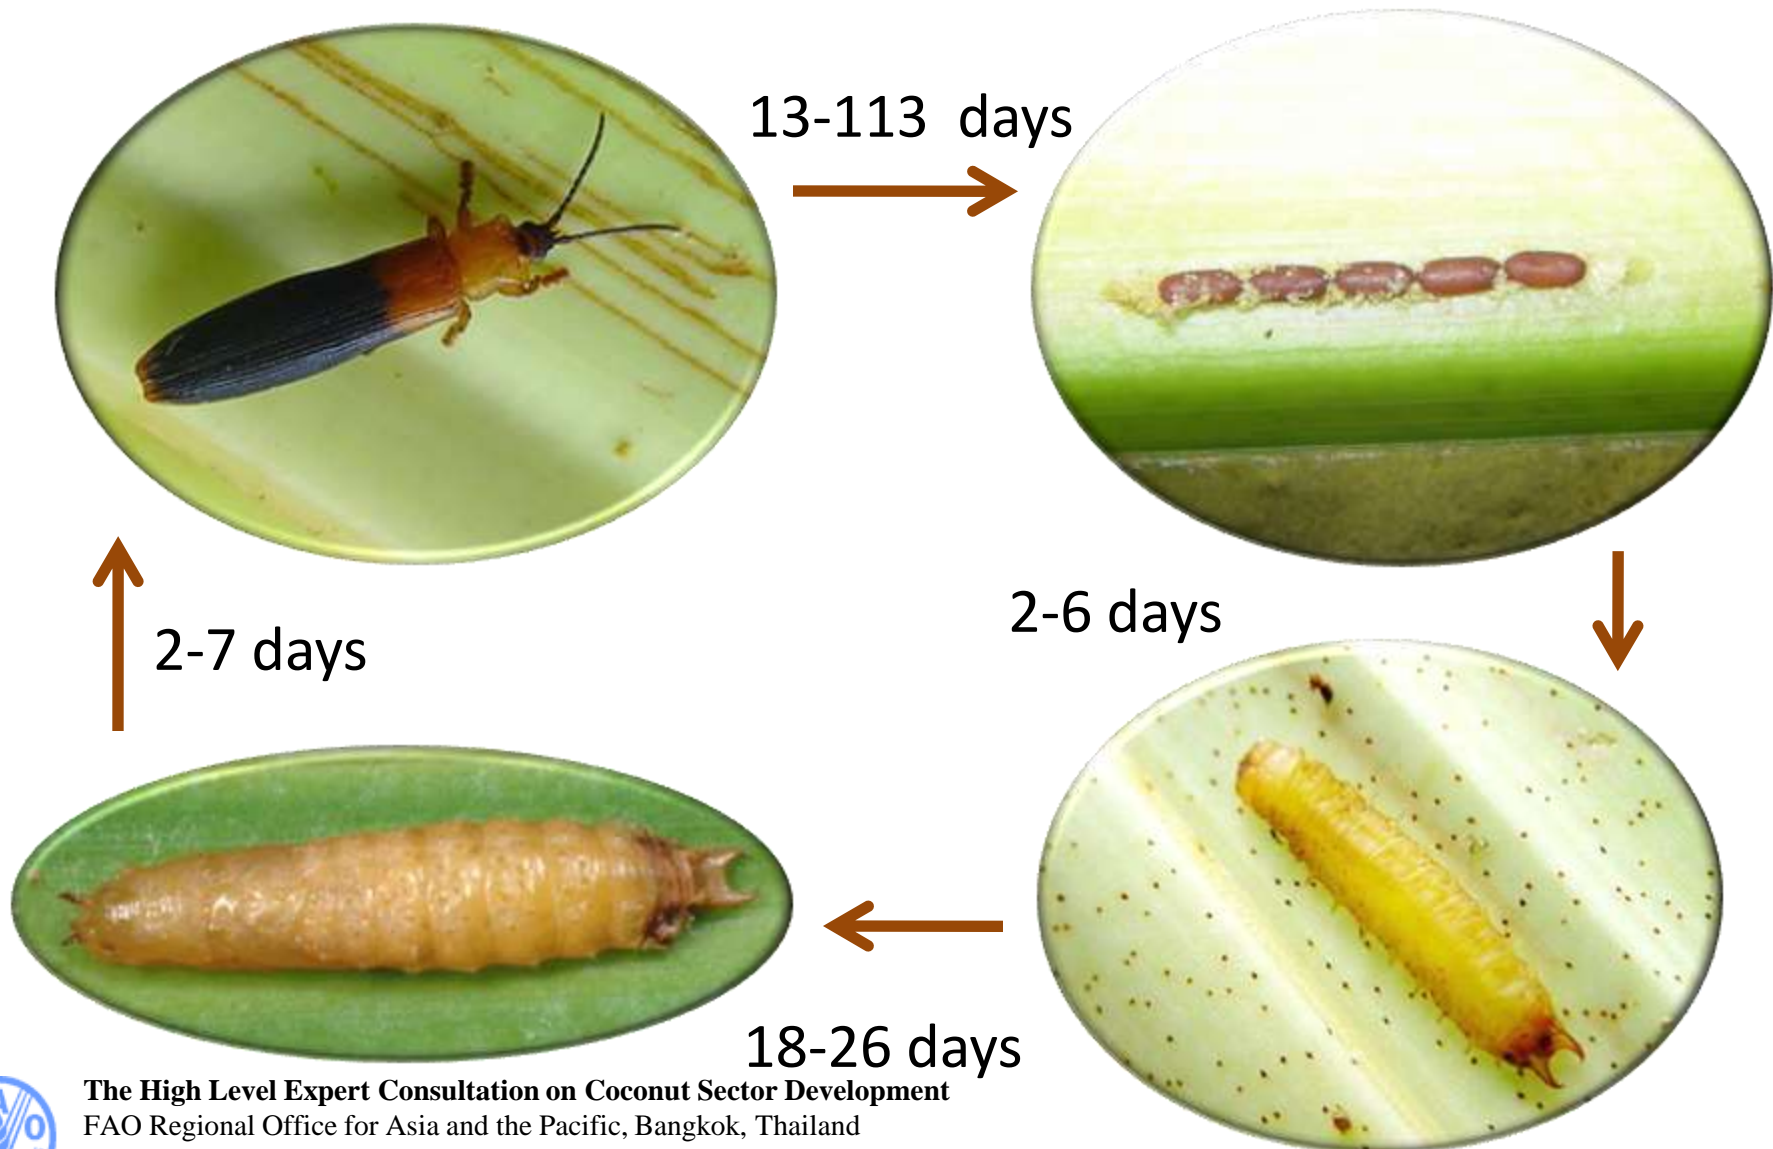 13-113 days
2-6 days
2-7 days
18-26 days
The High Level Expert Consultation on Coconut Sector Development
FAO Regional Office for Asia and the Pacific, Bangkok, Thailand